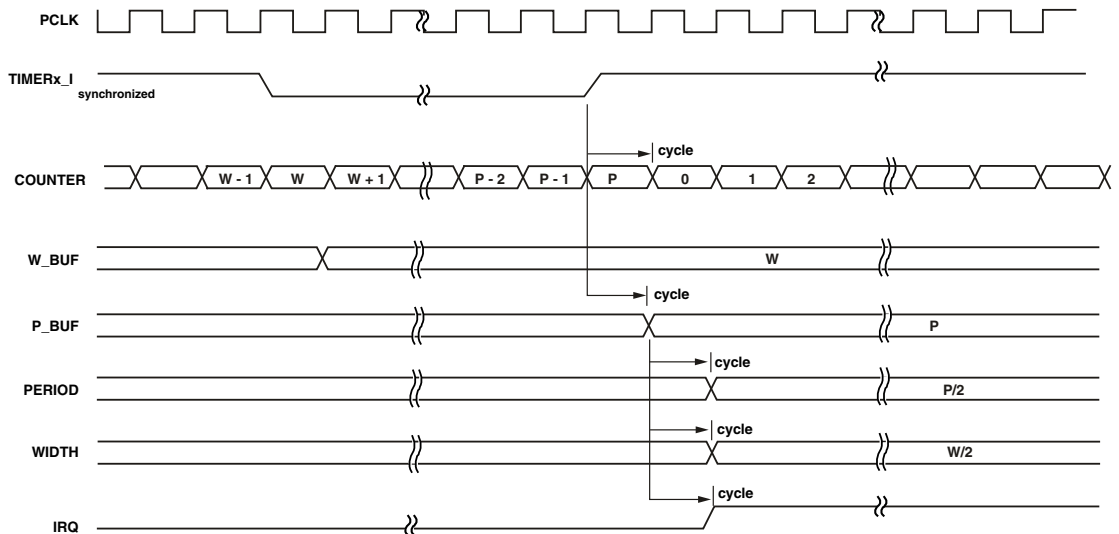 PCLK
TIMERx_I
synchronized
cycle
COUNTER
W - 1 W W + 1 P - 2 P - 1 P 0 1 2
W_BUF
W
cycle
P_BUF
P
cycle
PERIOD
P/2
cycle
WIDTH
W/2
cycle
IRQ